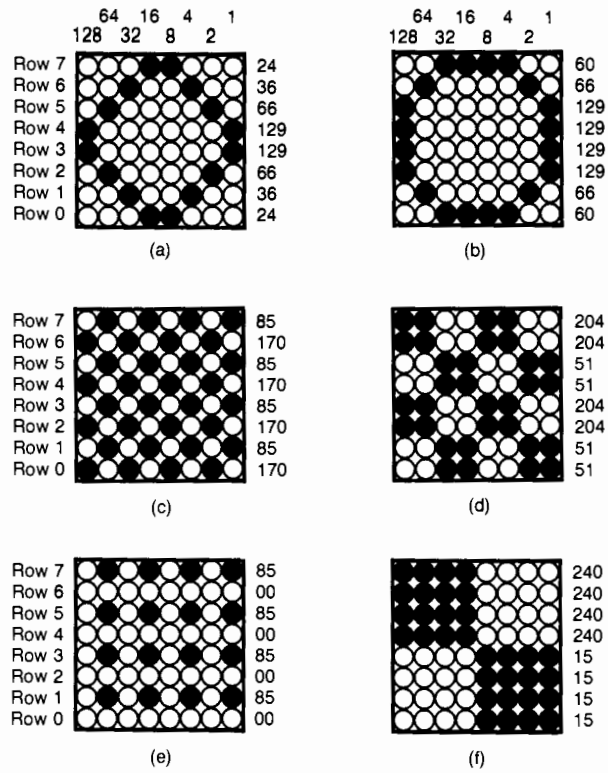 64 16 4 1
128 32 8 2
64 16 4 1
128 32 8 2
Row 7 24
Row 6 36
Row 5 66
Row 4 129
Row 3 129
Row 2 66
Row 1 36
Row 0 24
(a)
60
66
129
129
129
129
66
60
(b)
Row 7 85
Row 6 170
Row 5 85
Row 4 170
Row 3 85
Row 2 170
Row 1 85
Row 0 170
(c)
204
204
51
51
204
204
51
51
(d)
Row 7 85
Row 6 00
Row 5 85
Row 4 00
Row 3 85
Row 2 00
Row 1 85
Row 0 00
(e)
240
240
240
240
15
15
15
15
(f)